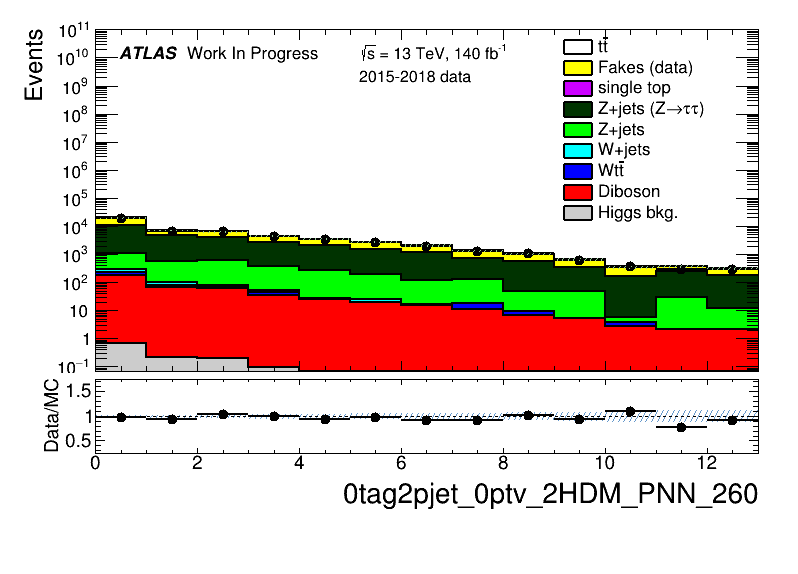 Events
10¹¹
10¹⁰
10⁹
10⁸
10⁷
10⁶
10⁵
10⁴
10³
10²
10
1
10⁻¹
ATLAS Work In Progress
√s = 13 TeV, 140 fb⁻¹
2015-2018 data
tt̄
Fakes (data)
single top
Z+jets (Z→ττ)
Z+jets
W+jets
Wtt̄
Diboson
Higgs bkg.
Data/MC
1.5
1
0.5
0 2 4 6 8 10 12
0tag2pjet_0ptv_2HDM_PNN_260